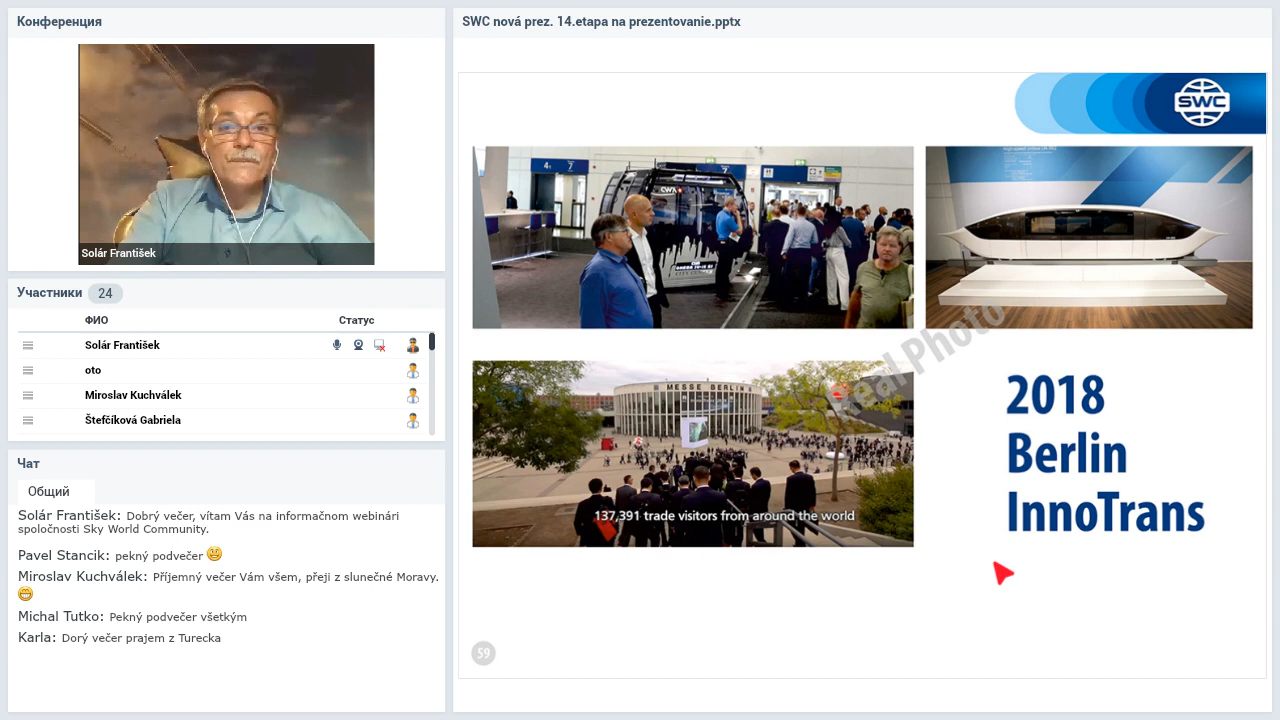 Конференция
Solár František
Участники 24
ФИО Статус
Solár František
oto
Miroslav Kuchválek
Štefčíková Gabriela
Чат
Общий
Solár František: Dobrý večer, vítam Vás na informačnom webinári
spoločnosti Sky World Community.
Pavel Stancik: pekný podvečer
Miroslav Kuchválek: Příjemný večer Vám všem, přeji z slunečné Moravy.
Michal Tutko: Pekný podvečer všetkým
Karla: Dorý večer prajem z Turecka
SWC nová prez. 14.etapa na prezentovanie.pptx
SWC
7
7
CWA
Real Photo
MESSE BERLIN
137,391 trade visitors from around the world
2018
Berlin
InnoTrans
59